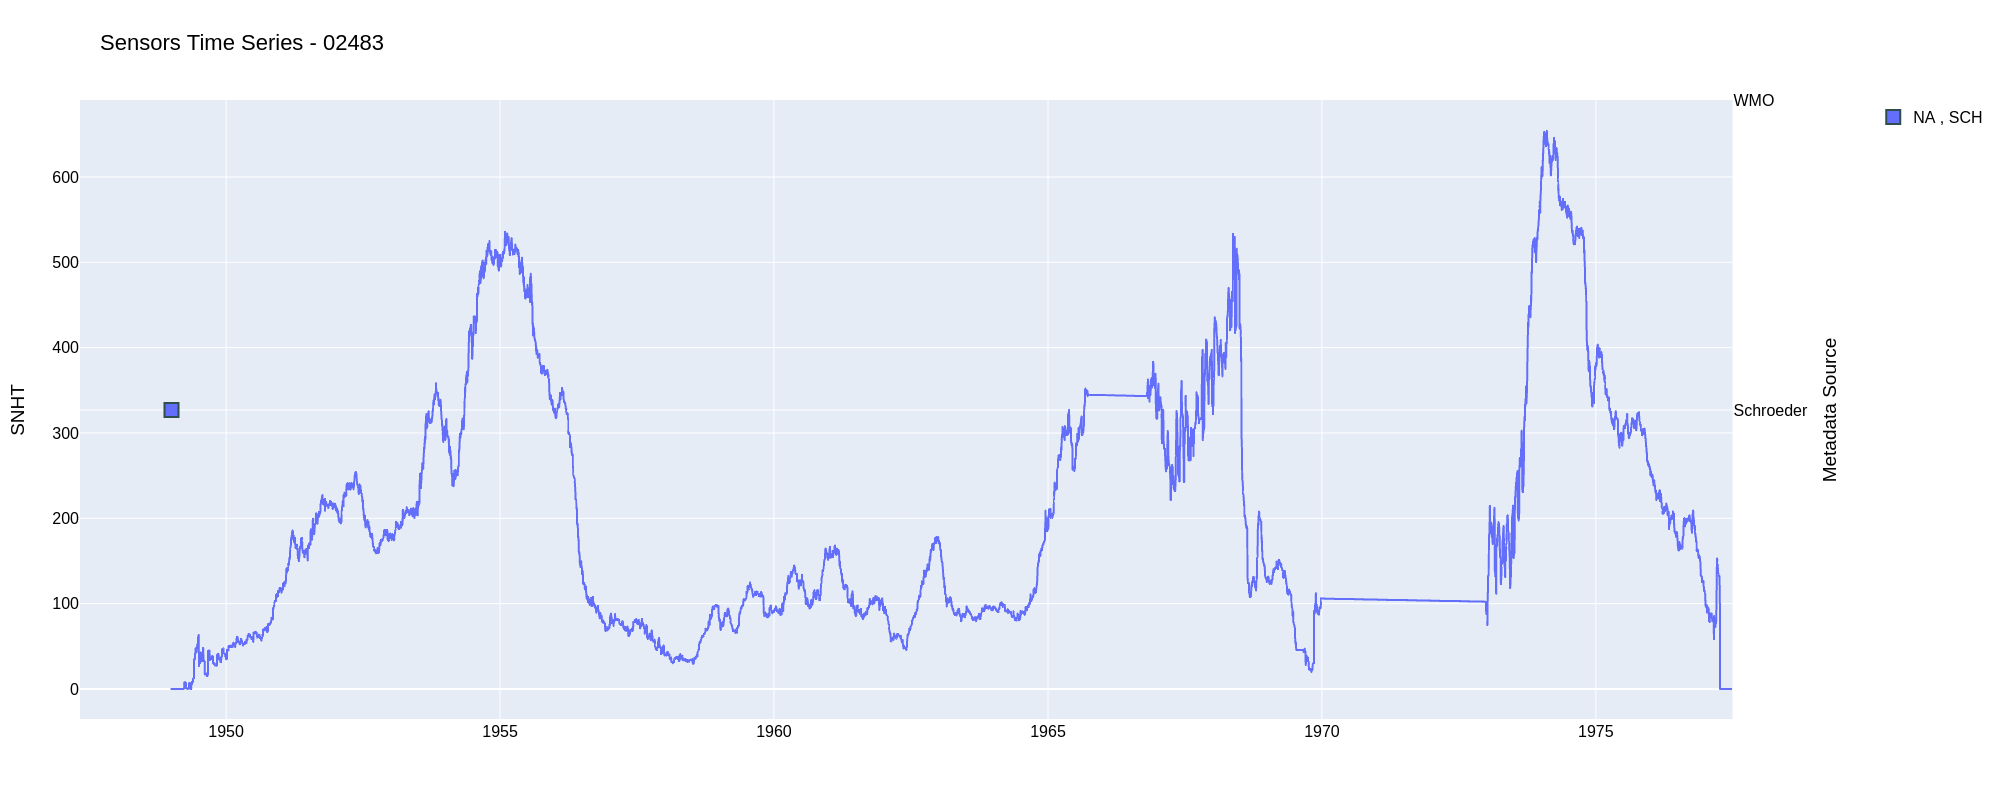 Sensors Time Series - 02483
WMO
NA , SCH
600
500
400
Schroeder
300
200
100
0
SNHT
Metadata Source
1950
1955
1960
1965
1970
1975